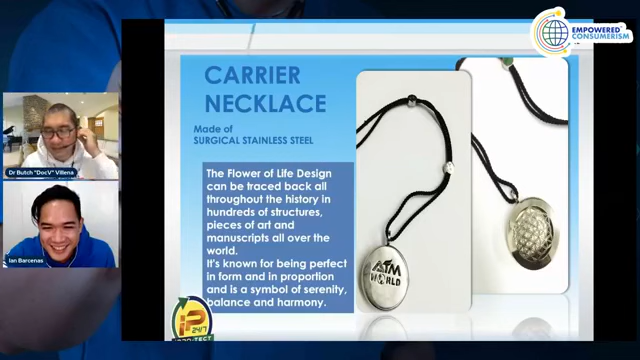 EMPOWERED
CONSUMERISM
CARRIER
NECKLACE
Made of
SURGICAL STAINLESS STEEL
The Flower of Life Design
can be traced back all
throughout the history in
hundreds of structures,
pieces of art and
manuscripts all over the
world.
It's known for being perfect
in form and in proportion
and is a symbol of serenity,
balance and harmony.
Dr Butch "DocV" Villena
Ian Barcenas
WORLD
24/7